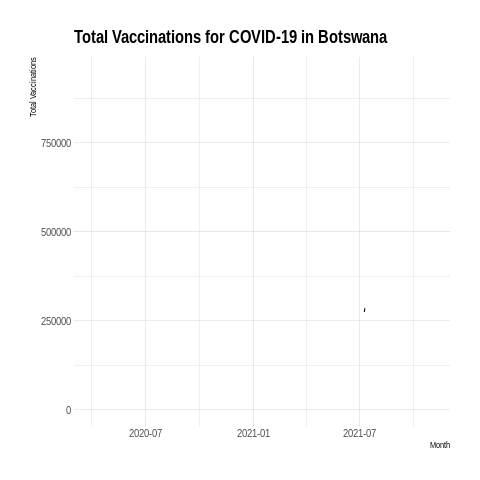 Total Vaccinations for COVID-19 in Botswana
Total Vaccinations
750000
500000
250000
0
2020-07 2021-01 2021-07
Month